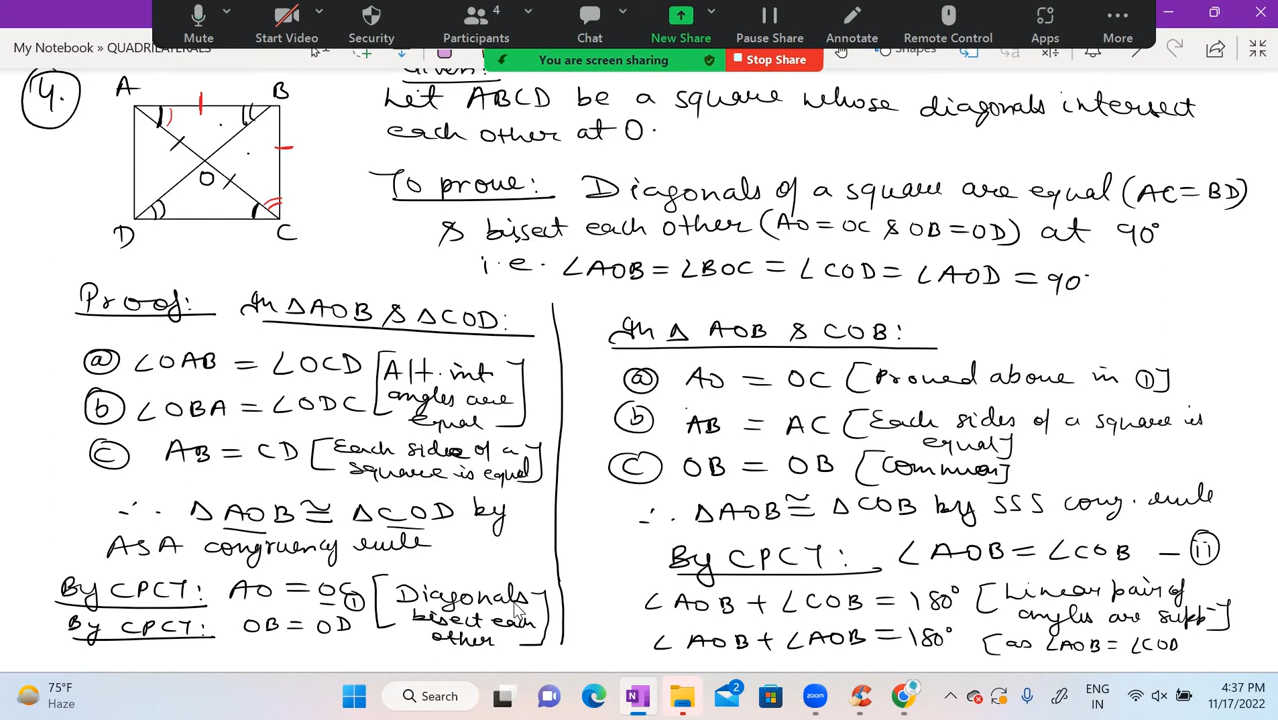 Mute
Start Video
Security
4
Participants
Chat
New Share
Pause Share
Annotate
Remote Control
Apps
More
My Notebook » QUADRILATERALS
You are screen sharing
Stop Share
Shapes
4.
A
B
O
D
C
Given:
Let ABCD be a square whose diagonals intersect
each other at O.
To prove: Diagonals of a square are equal (AC=BD)
& bisect each other (AO=OC & OB=OD) at 90°
i.e. ∠AOB = ∠BOC = ∠COD = ∠AOD = 90°
Proof: In ΔAOB & ΔCOD:
(a) ∠OAB = ∠OCD [Alt. int
(b) ∠OBA = ∠ODC angles are
equal]
(c) AB = CD [Each side of a
square is equal]
∴ ΔAOB ≅ ΔCOD by
ASA congruency rule
By CPCT: AO = OC ① [Diagonals
By CPCT: OB = OD bisect each
other]
In Δ AOB & COB:
(a) AO = OC [Proved above in ①]
(b) AB = AC [Each sides of a square is
equal]
(c) OB = OB [Common]
∴ ΔAOB ≅ ΔCOB by SSS cong. rule
By CPCT: ∠AOB = ∠COB – (ii)
∠AOB + ∠COB = 180° [Linear pair of
angles are supp]
∠AOB + ∠AOB = 180°
[as ∠AOB = ∠COD
75°F
Haze
Search
2
zoom
ENG
IN
4:37 PM
11/17/2022